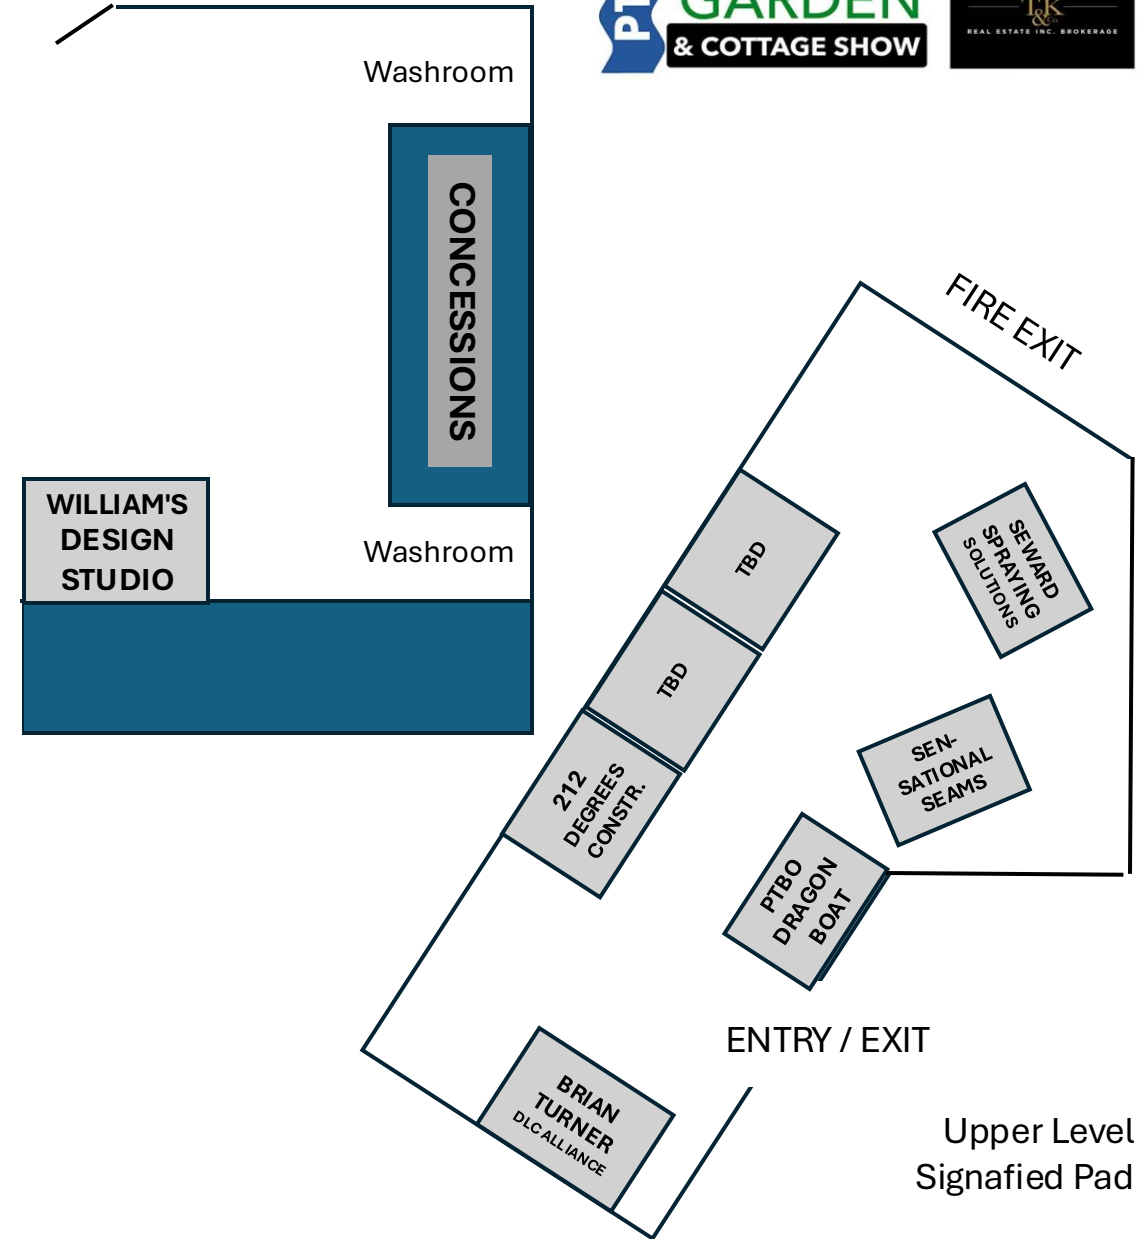 GARDEN
& COTTAGE SHOW
PT
T&K
Co.
REAL ESTATE INC. BROKERAGE
Washroom
CONCESSIONS
FIRE EXIT
WILLIAM'S
DESIGN
STUDIO
Washroom
TBD
SEWARD
SPRAYING
SOLUTIONS
TBD
SEN-
SATIONAL
SEAMS
212
DEGREES
CONSTR.
PTBO
DRAGON
BOAT
ENTRY / EXIT
BRIAN
TURNER
DLC ALLIANCE
Upper Level
Signafied Pad